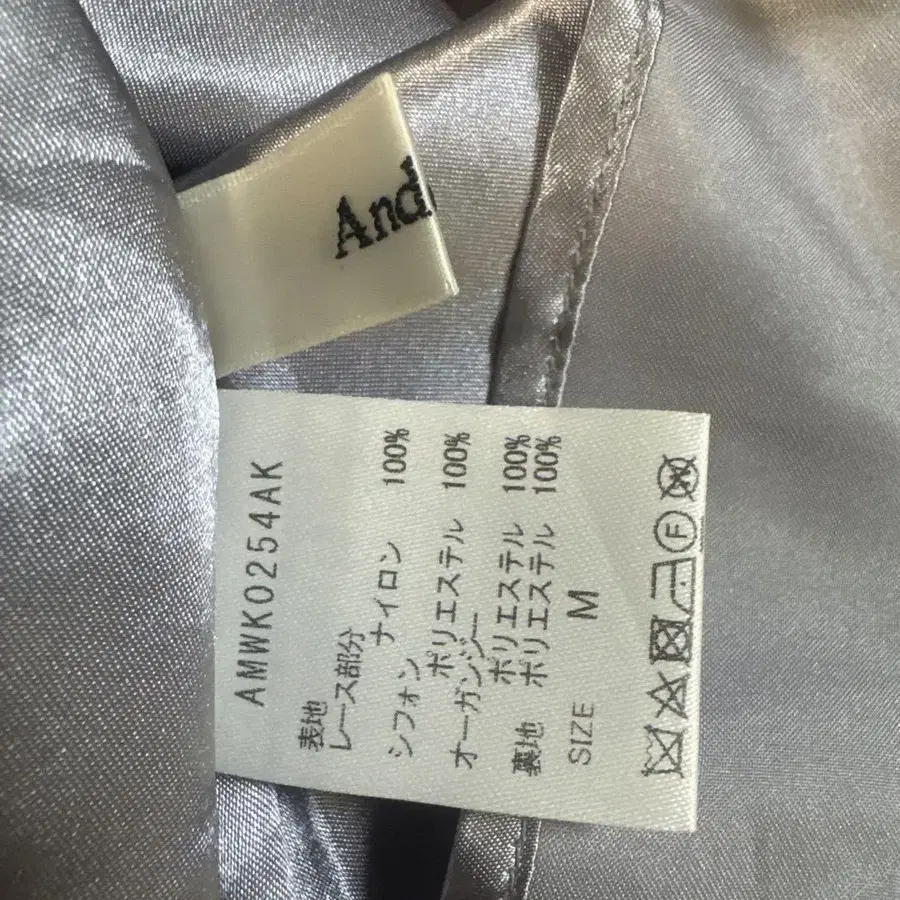 And
AMWK0254AK
表地
レース部分
ナイロン 100%
シフォン
ポリエステル 100%
オーガンジー
ポリエステル 100%
裏地 ポリエステル 100%
SIZE M
F
W